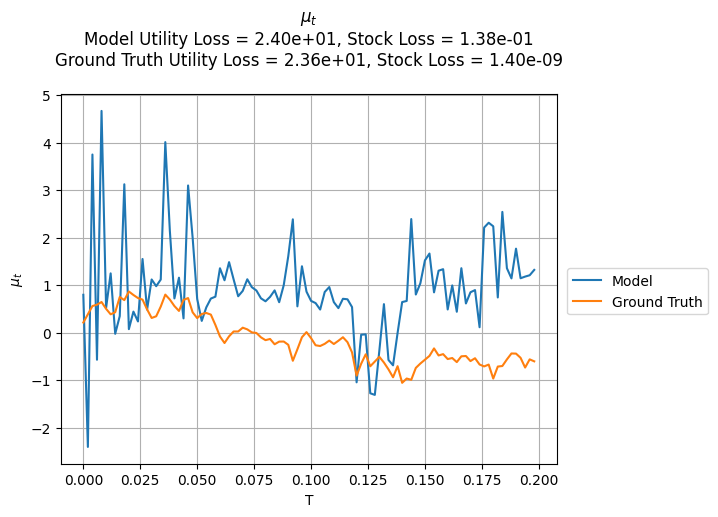 μₜ
Model Utility Loss = 2.40e+01, Stock Loss = 1.38e-01
Ground Truth Utility Loss = 2.36e+01, Stock Loss = 1.40e-09
5
4
3
2
1
0
−1
−2
μₜ
0.000
0.025
0.050
0.075
0.100
0.125
0.150
0.175
0.200
T
Model
Ground Truth